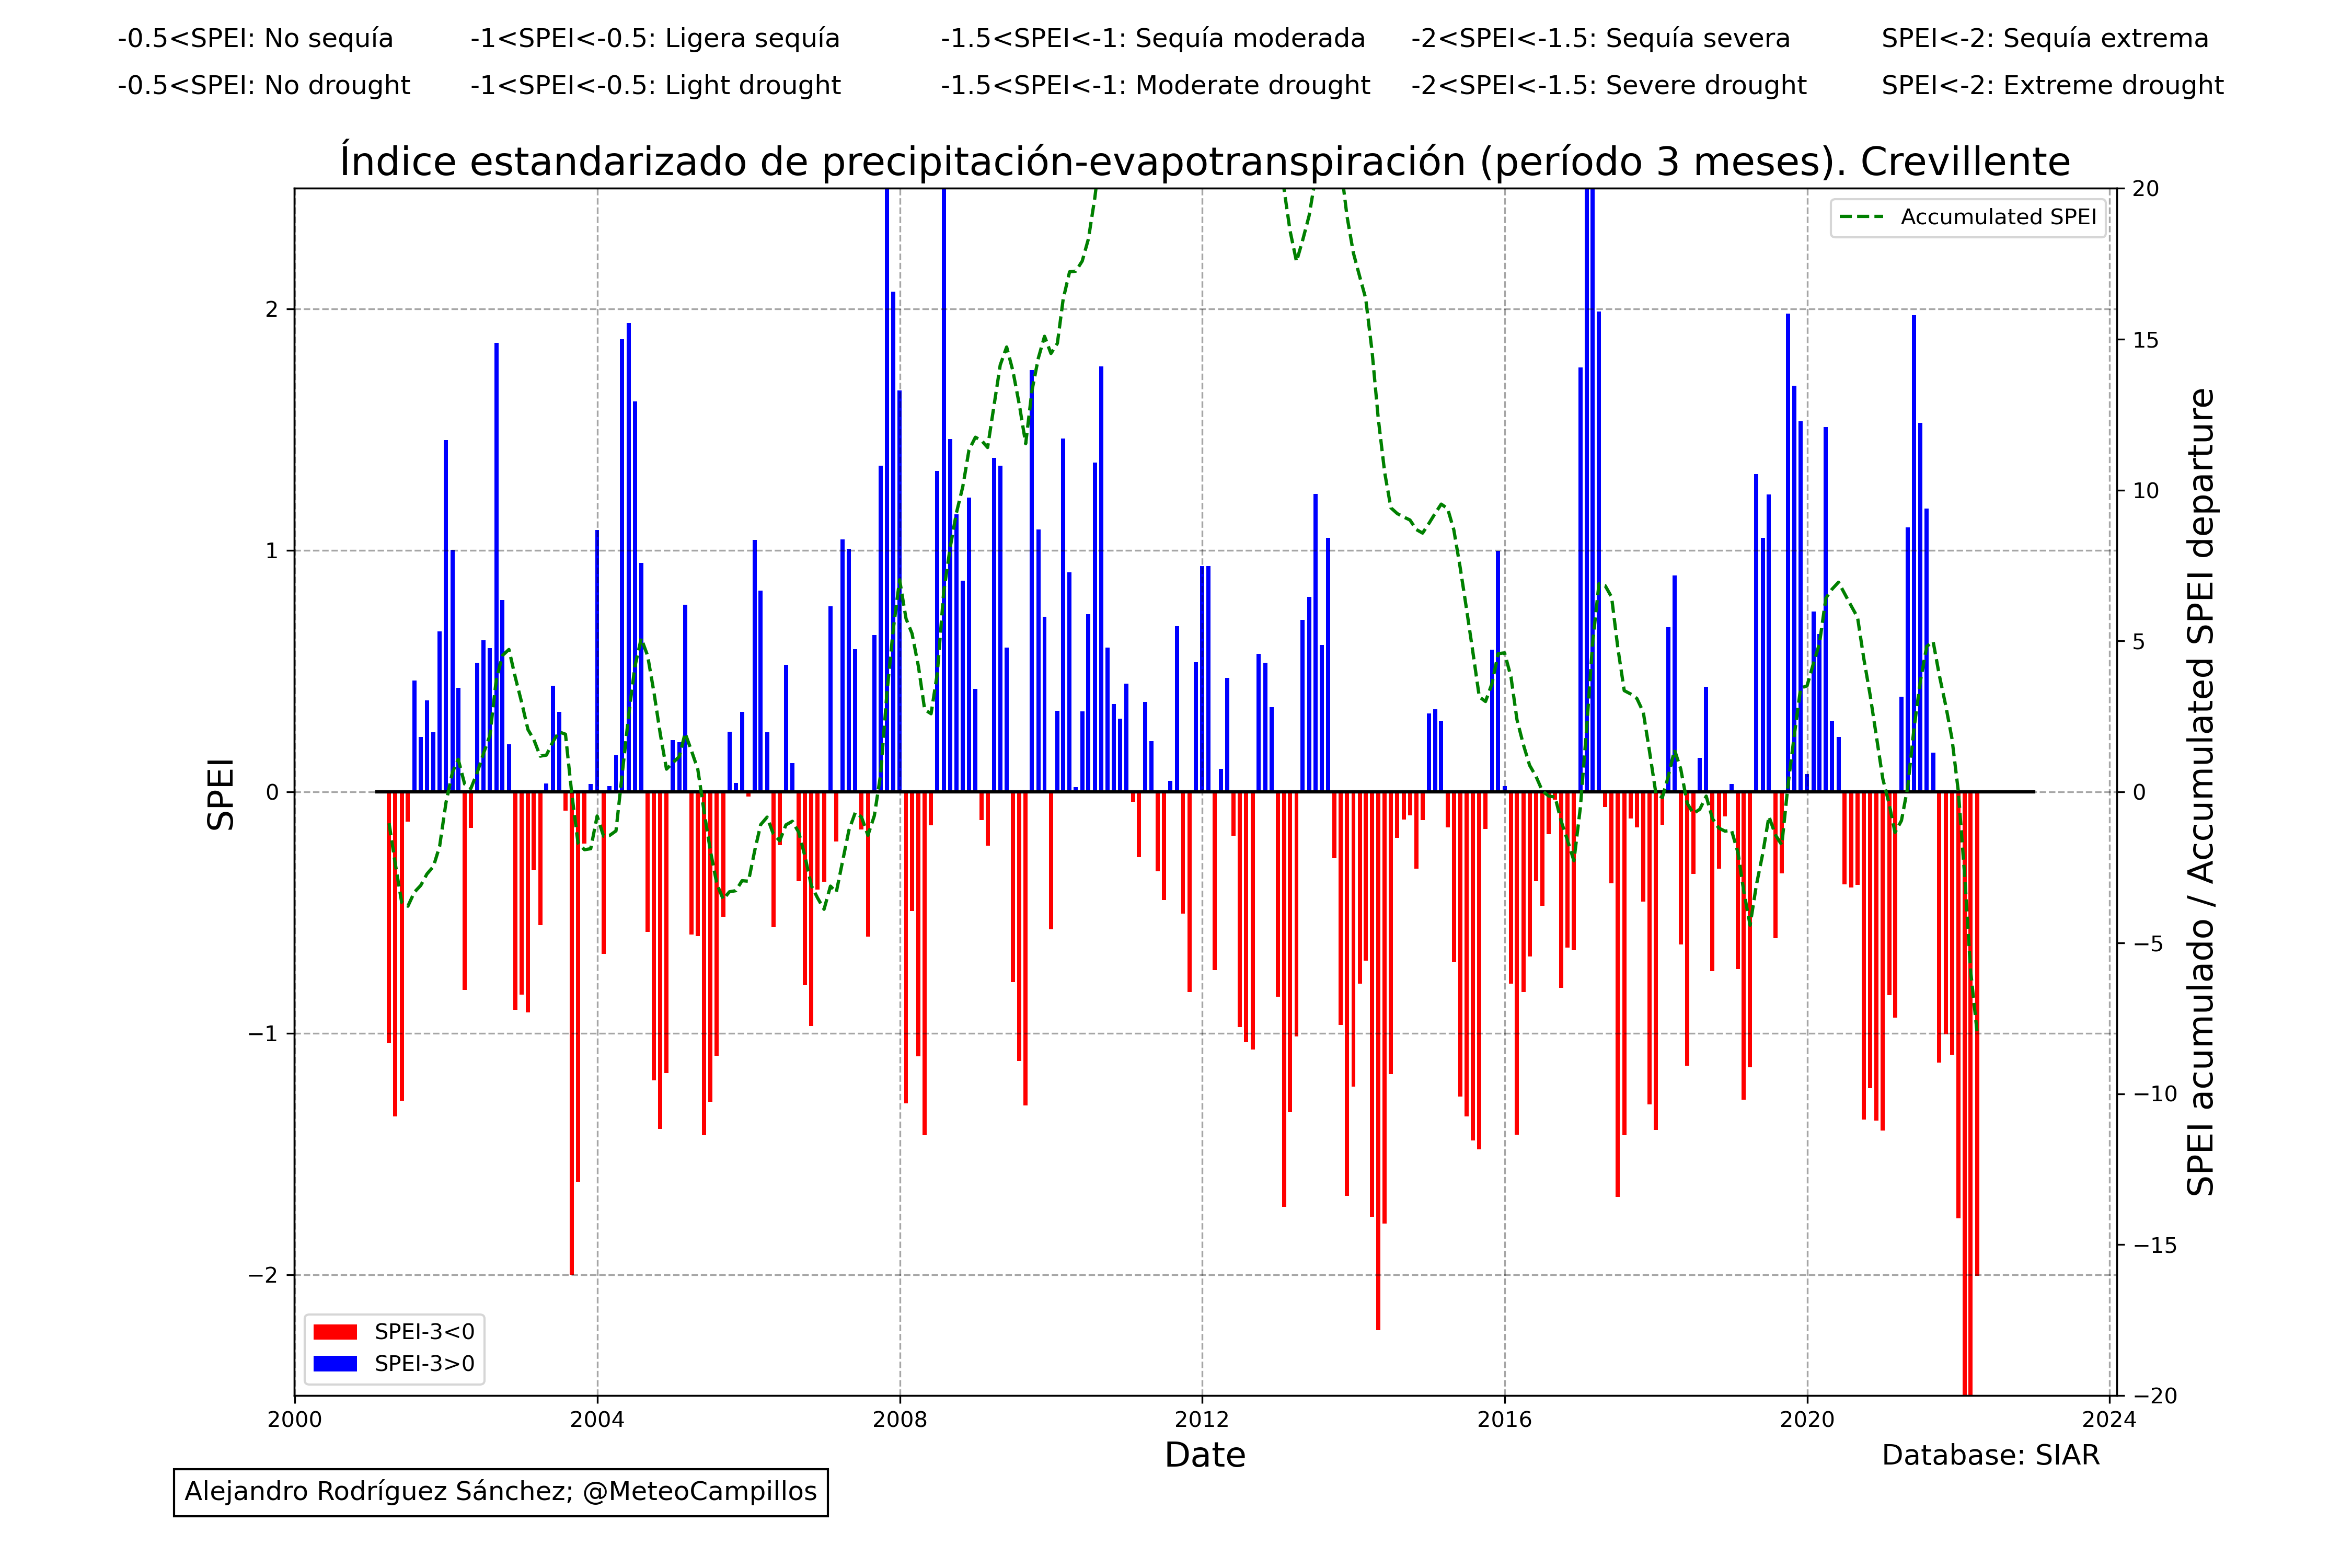 -0.5<SPEI: No sequía -1<SPEI<-0.5: Ligera sequía -1.5<SPEI<-1: Sequía moderada -2<SPEI<-1.5: Sequía severa SPEI<-2: Sequía extrema
-0.5<SPEI: No drought -1<SPEI<-0.5: Light drought -1.5<SPEI<-1: Moderate drought -2<SPEI<-1.5: Severe drought SPEI<-2: Extreme drought
Índice estandarizado de precipitación-evapotranspiración (período 3 meses). Crevillente
Accumulated SPEI
SPEI
2
1
0
−1
−2
20
15
10
5
0
−5
−10
−15
−20
SPEI acumulado / Accumulated SPEI departure
SPEI-3<0
SPEI-3>0
2000 2004 2008 2012 2016 2020 2024
Date
Database: SIAR
Alejandro Rodríguez Sánchez; @MeteoCampillos